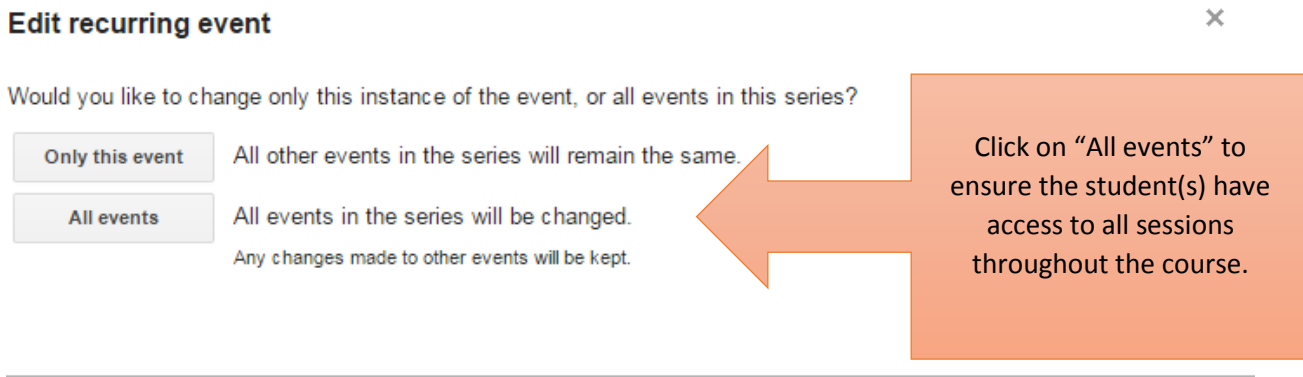 Edit recurring event
×
Would you like to change only this instance of the event, or all events in this series?
Only this event All other events in the series will remain the same.
All events All events in the series will be changed.
Any changes made to other events will be kept.
Click on “All events” to
ensure the student(s) have
access to all sessions
throughout the course.